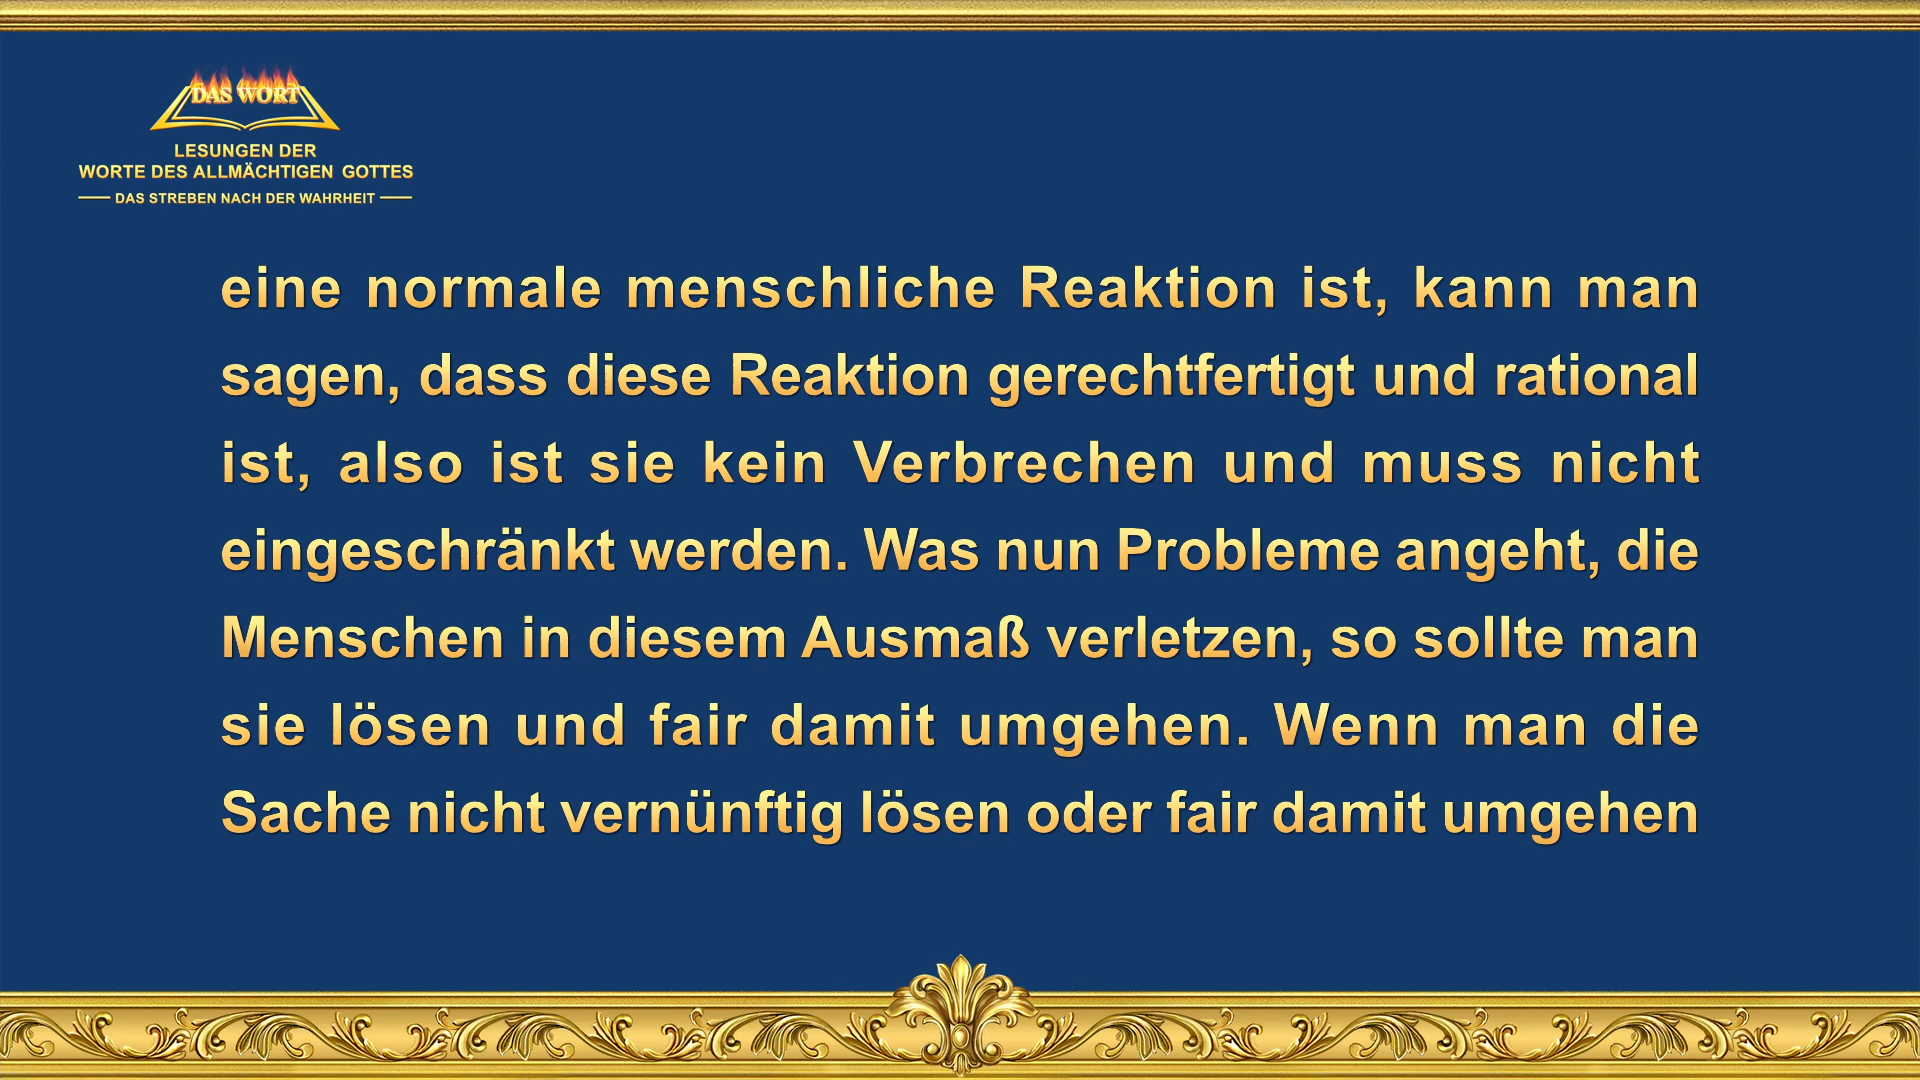 DAS WORT
LESUNGEN DER
WORTE DES ALLMÄCHTIGEN GOTTES
DAS STREBEN NACH DER WAHRHEIT
eine normale menschliche Reaktion ist, kann man
sagen, dass diese Reaktion gerechtfertigt und rational
ist, also ist sie kein Verbrechen und muss nicht
eingeschränkt werden. Was nun Probleme angeht, die
Menschen in diesem Ausmaß verletzen, so sollte man
sie lösen und fair damit umgehen. Wenn man die
Sache nicht vernünftig lösen oder fair damit umgehen